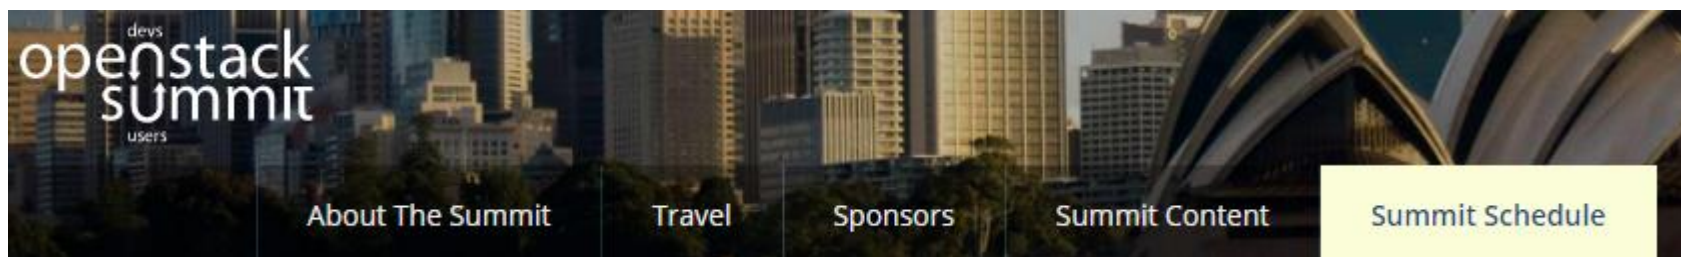 devs
openstack
summit
users
About The Summit
Travel
Sponsors
Summit Content
Summit Schedule